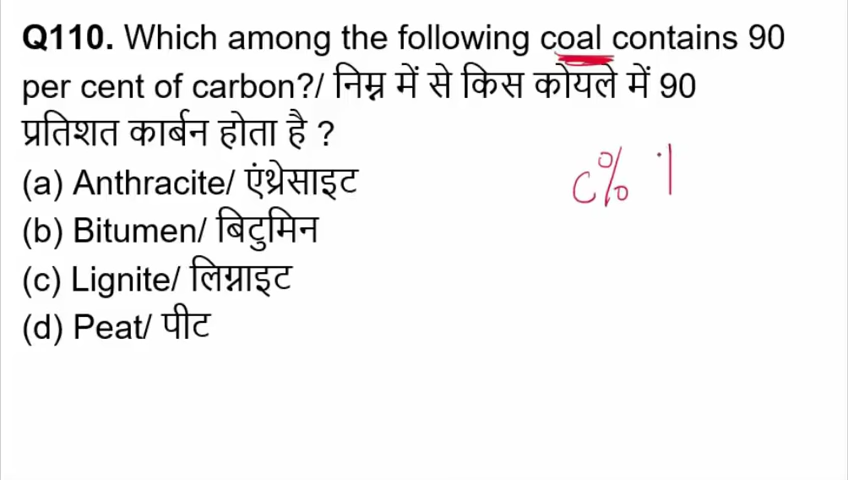 Q110. Which among the following coal contains 90
per cent of carbon?/ निम्न में से किस कोयले में 90
प्रतिशत कार्बन होता है ?
(a) Anthracite/ एंथ्रेसाइट
C%
(b) Bitumen/ बिटुमिन
(c) Lignite/ लिग्नाइट
(d) Peat/ पीट